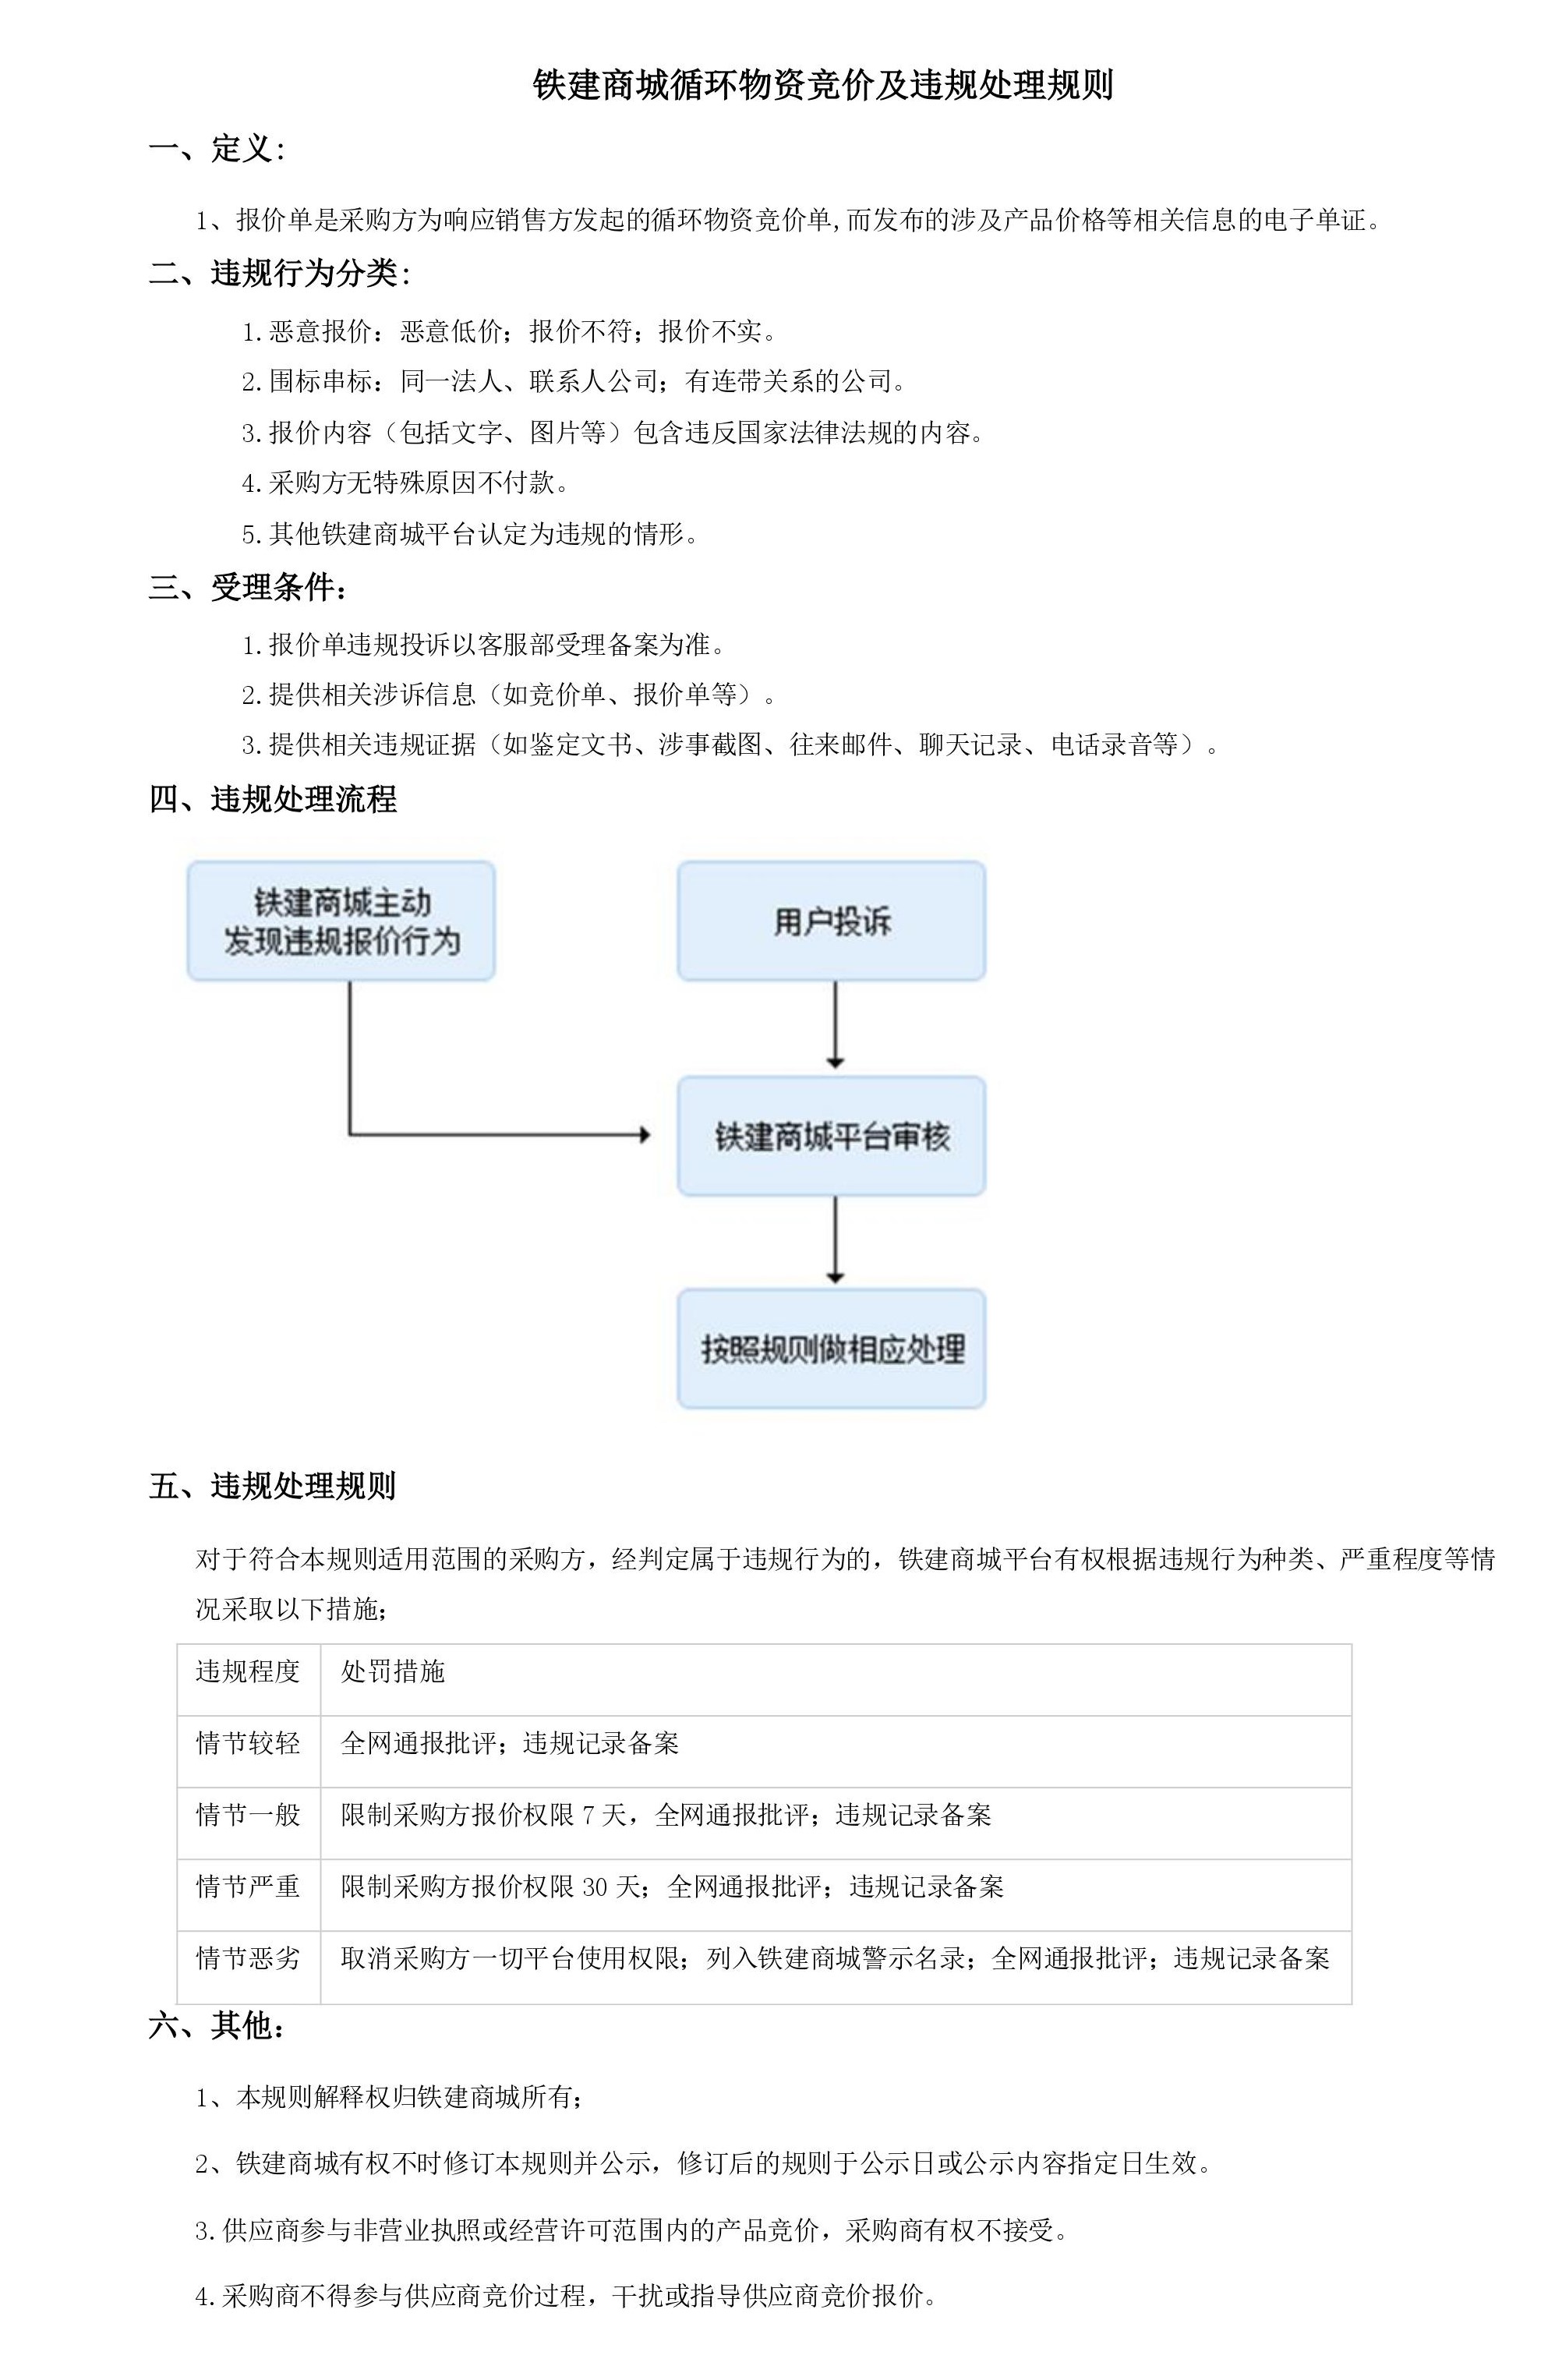 铁建商城循环物资竞价及违规处理规则
一、定义:
1、报价单是采购方为响应销售方发起的循环物资竞价单,而发布的涉及产品价格等相关信息的电子单证。
二、违规行为分类:
1.恶意报价：恶意低价；报价不符；报价不实。
2.围标串标：同一法人、联系人公司；有连带关系的公司。
3.报价内容（包括文字、图片等）包含违反国家法律法规的内容。
4.采购方无特殊原因不付款。
5.其他铁建商城平台认定为违规的情形。
三、受理条件：
1.报价单违规投诉以客服部受理备案为准。
2.提供相关涉诉信息（如竞价单、报价单等）。
3.提供相关违规证据（如鉴定文书、涉事截图、往来邮件、聊天记录、电话录音等）。
四、违规处理流程
铁建商城主动
发现违规报价行为
用户投诉
铁建商城平台审核
按照规则做相应处理
五、违规处理规则
对于符合本规则适用范围的采购方，经判定属于违规行为的，铁建商城平台有权根据违规行为种类、严重程度等情
况采取以下措施；
违规程度 处罚措施
情节较轻 全网通报批评；违规记录备案
情节一般 限制采购方报价权限 7 天，全网通报批评；违规记录备案
情节严重 限制采购方报价权限 30 天；全网通报批评；违规记录备案
情节恶劣 取消采购方一切平台使用权限；列入铁建商城警示名录；全网通报批评；违规记录备案
六、其他：
1、本规则解释权归铁建商城所有；
2、铁建商城有权不时修订本规则并公示，修订后的规则于公示日或公示内容指定日生效。
3.供应商参与非营业执照或经营许可范围内的产品竞价，采购商有权不接受。
4.采购商不得参与供应商竞价过程，干扰或指导供应商竞价报价。